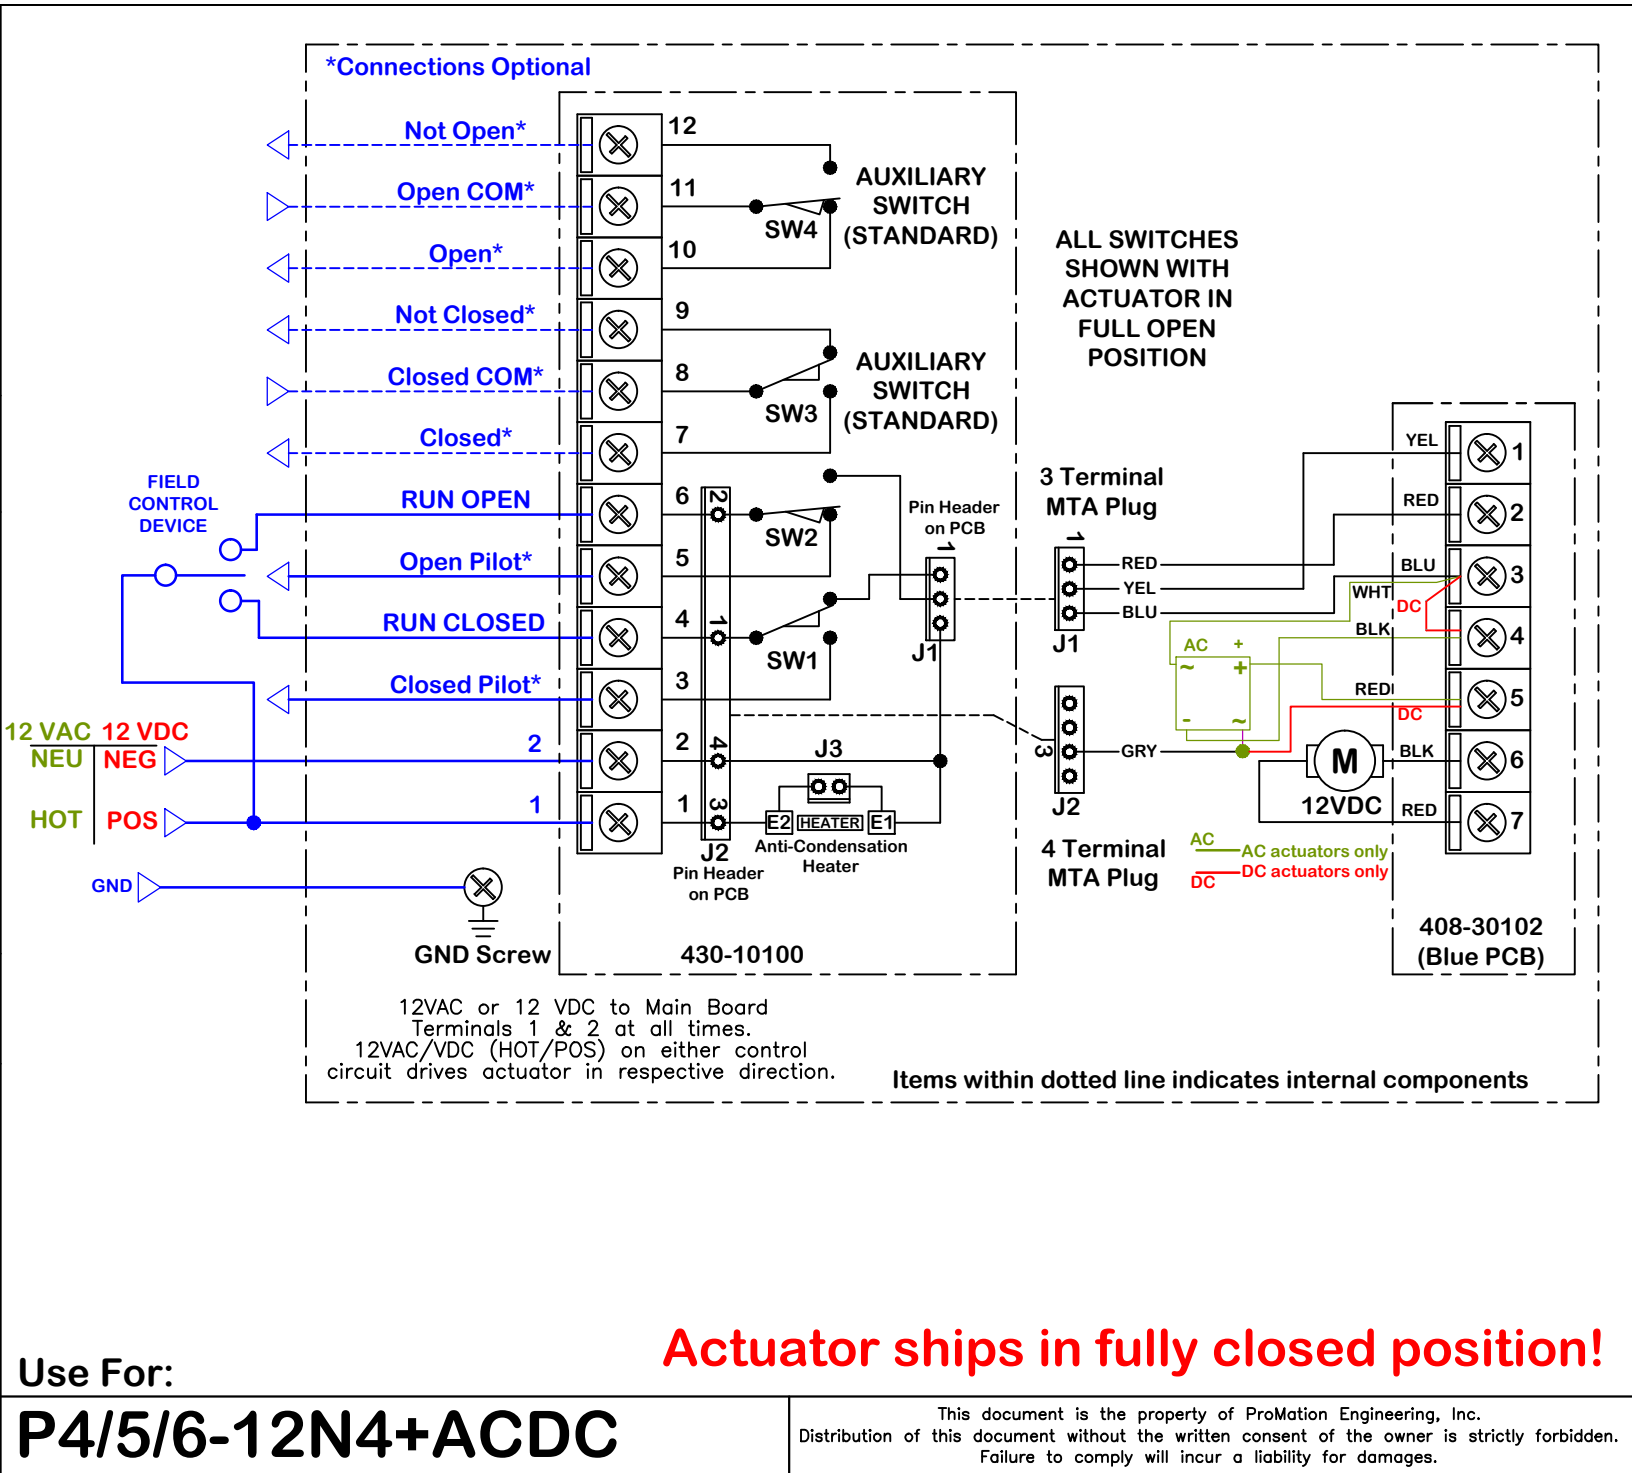 *Connections Optional
Not Open*
12
Open COM*
11
Open*
10
SW4
AUXILIARY
SWITCH
(STANDARD)
Not Closed*
9
Closed COM*
8
Closed*
7
SW3
AUXILIARY
SWITCH
(STANDARD)
ALL SWITCHES
SHOWN WITH
ACTUATOR IN
FULL OPEN
POSITION
FIELD
CONTROL
DEVICE
RUN OPEN
6
2
Open Pilot*
5
SW2
RUN CLOSED
4
1
SW1
Closed Pilot*
3
Pin Header
on PCB
1
J1
3 Terminal
MTA Plug
1
RED
YEL
BLU
J1
12 VAC
12 VDC
NEU
NEG
2
2
4
HOT
POS
1
1
3
J3
E2
HEATER
E1
Anti-Condensation
Heater
J2
Pin Header
on PCB
GND
GND Screw
430-10100
3
GRY
J2
4 Terminal
MTA Plug
AC
+
~
+
-
~
YEL
1
RED
2
BLU
3
WHT
DC
BLK
4
RED
5
DC
M
12VDC
BLK
6
RED
7
AC
AC actuators only
DC
DC actuators only
408-30102
(Blue PCB)
12VAC or 12 VDC to Main Board
Terminals 1 & 2 at all times.
12VAC/VDC (HOT/POS) on either control
circuit drives actuator in respective direction.
Items within dotted line indicates internal components
Actuator ships in fully closed position!
Use For:
P4/5/6-12N4+ACDC
This document is the property of ProMation Engineering, Inc.
Distribution of this document without the written consent of the owner is strictly forbidden.
Failure to comply will incur a liability for damages.